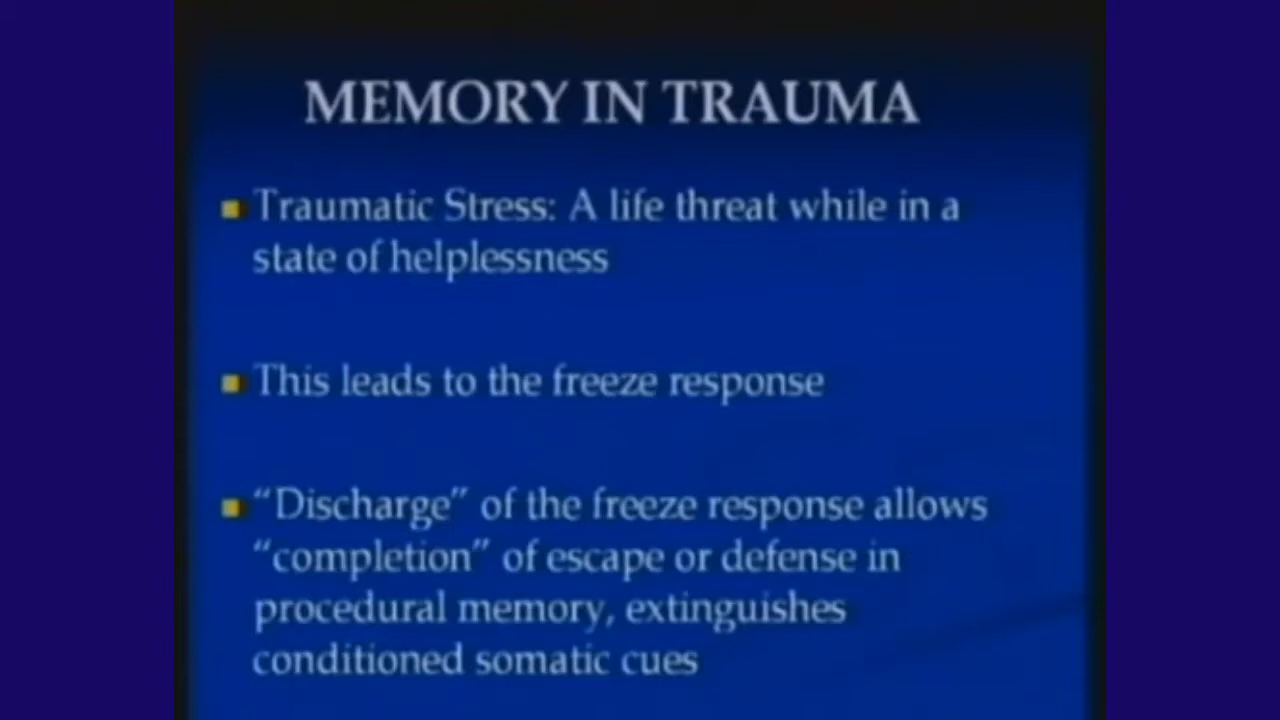 MEMORY IN TRAUMA
Traumatic Stress: A life threat while in a
state of helplessness
This leads to the freeze response
“Discharge” of the freeze response allows
“completion” of escape or defense in
procedural memory, extinguishes
conditioned somatic cues